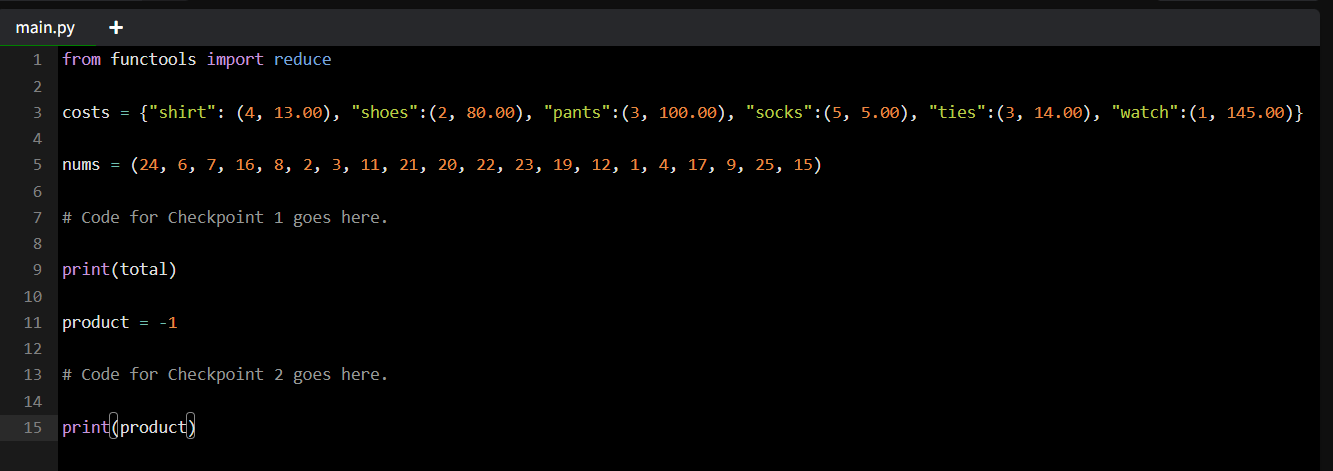 main.py +
1 from functools import reduce
2
3 costs = {"shirt": (4, 13.00), "shoes":(2, 80.00), "pants":(3, 100.00), "socks":(5, 5.00), "ties":(3, 14.00), "watch":(1, 145.00)}
4
5 nums = (24, 6, 7, 16, 8, 2, 3, 11, 21, 20, 22, 23, 19, 12, 1, 4, 17, 9, 25, 15)
6
7 # Code for Checkpoint 1 goes here.
8
9 print(total)
10
11 product = -1
12
13 # Code for Checkpoint 2 goes here.
14
15 print(product)